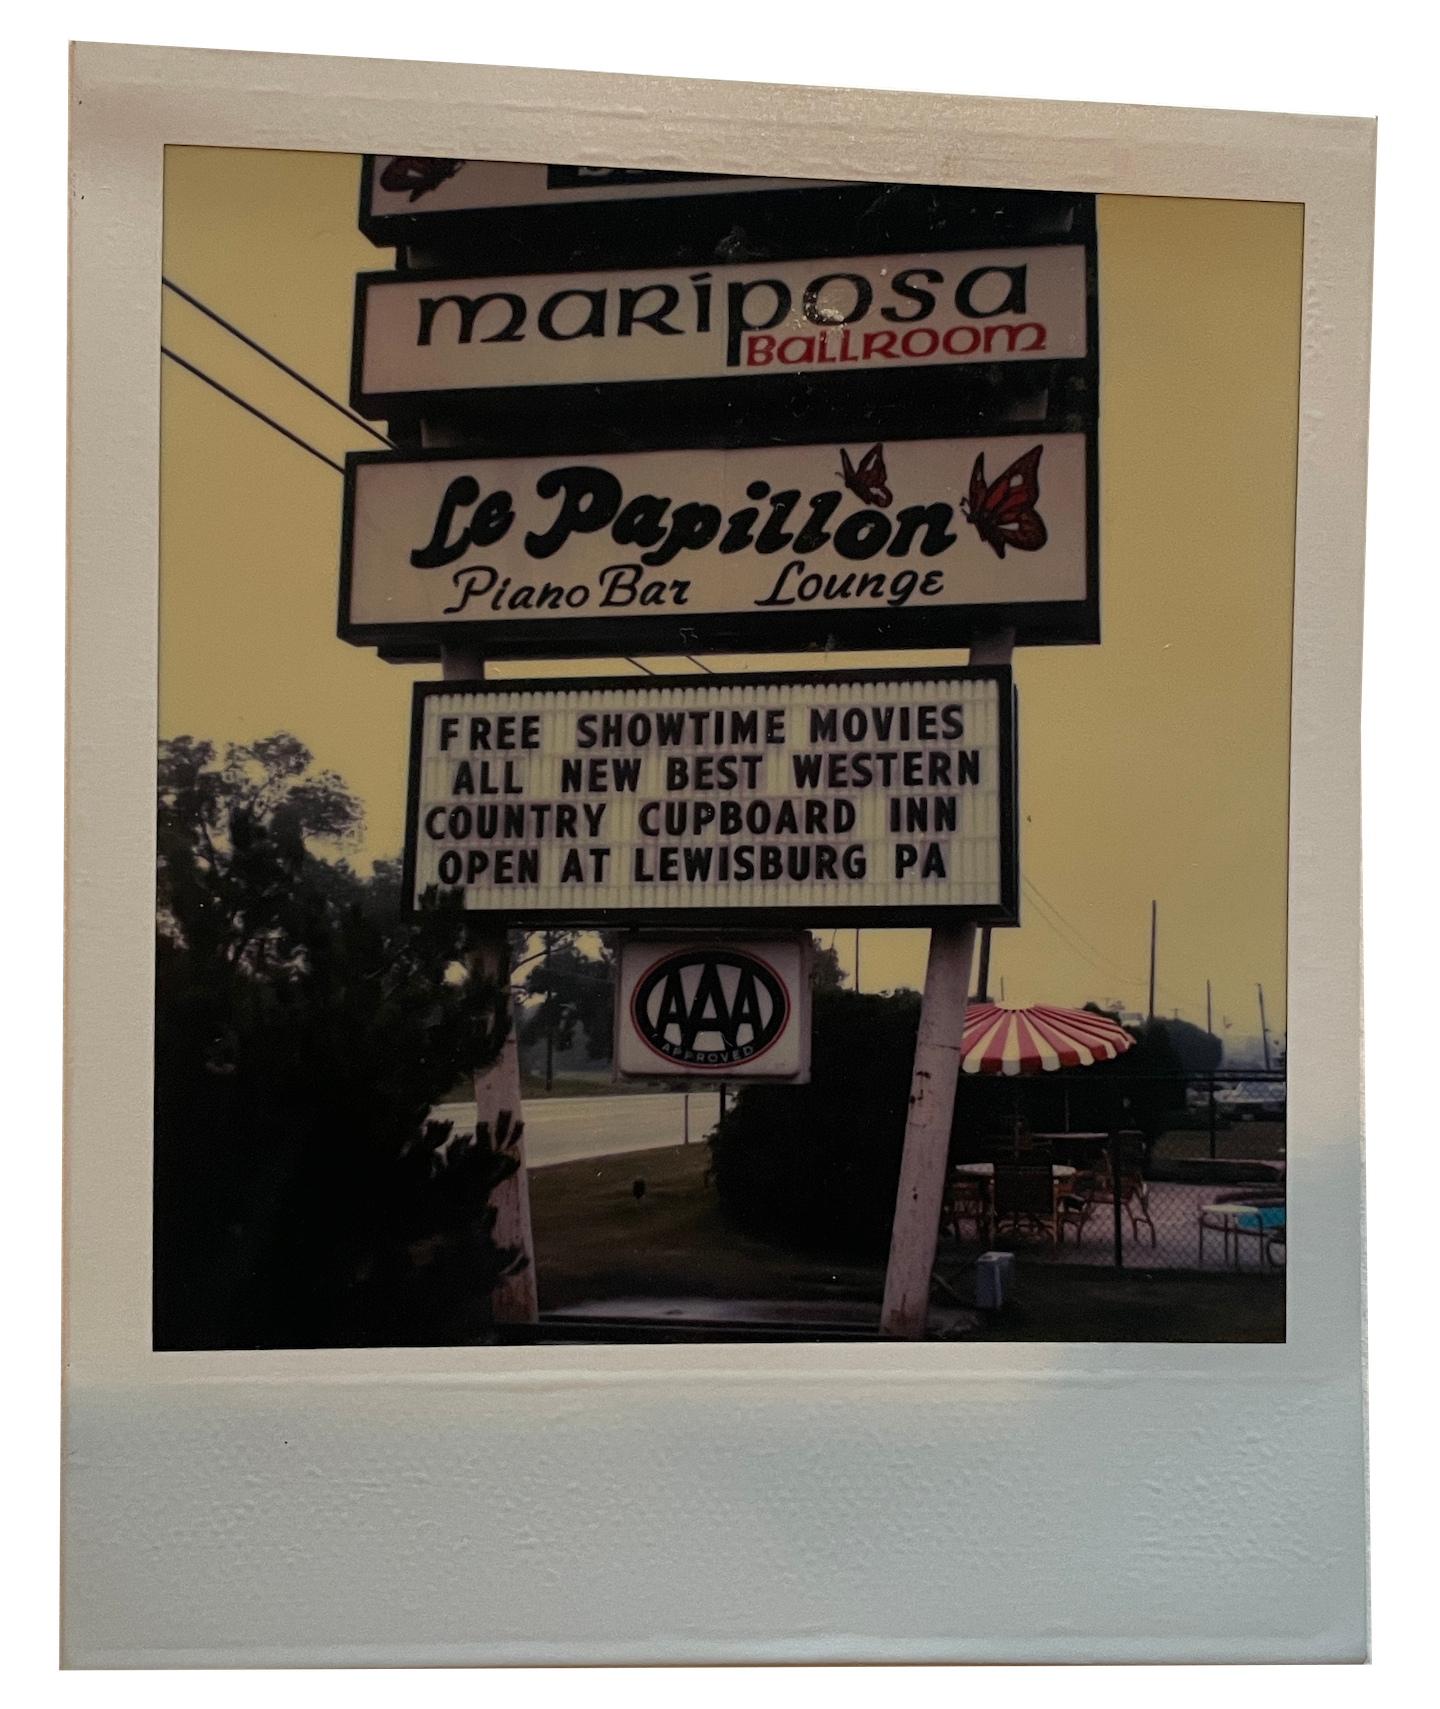 mariposa
BALLROOM
Le Papillon
Piano Bar Lounge
FREE SHOWTIME MOVIES
ALL NEW BEST WESTERN
COUNTRY CUPBOARD INN
OPEN AT LEWISBURG PA
AAA
APPROVED